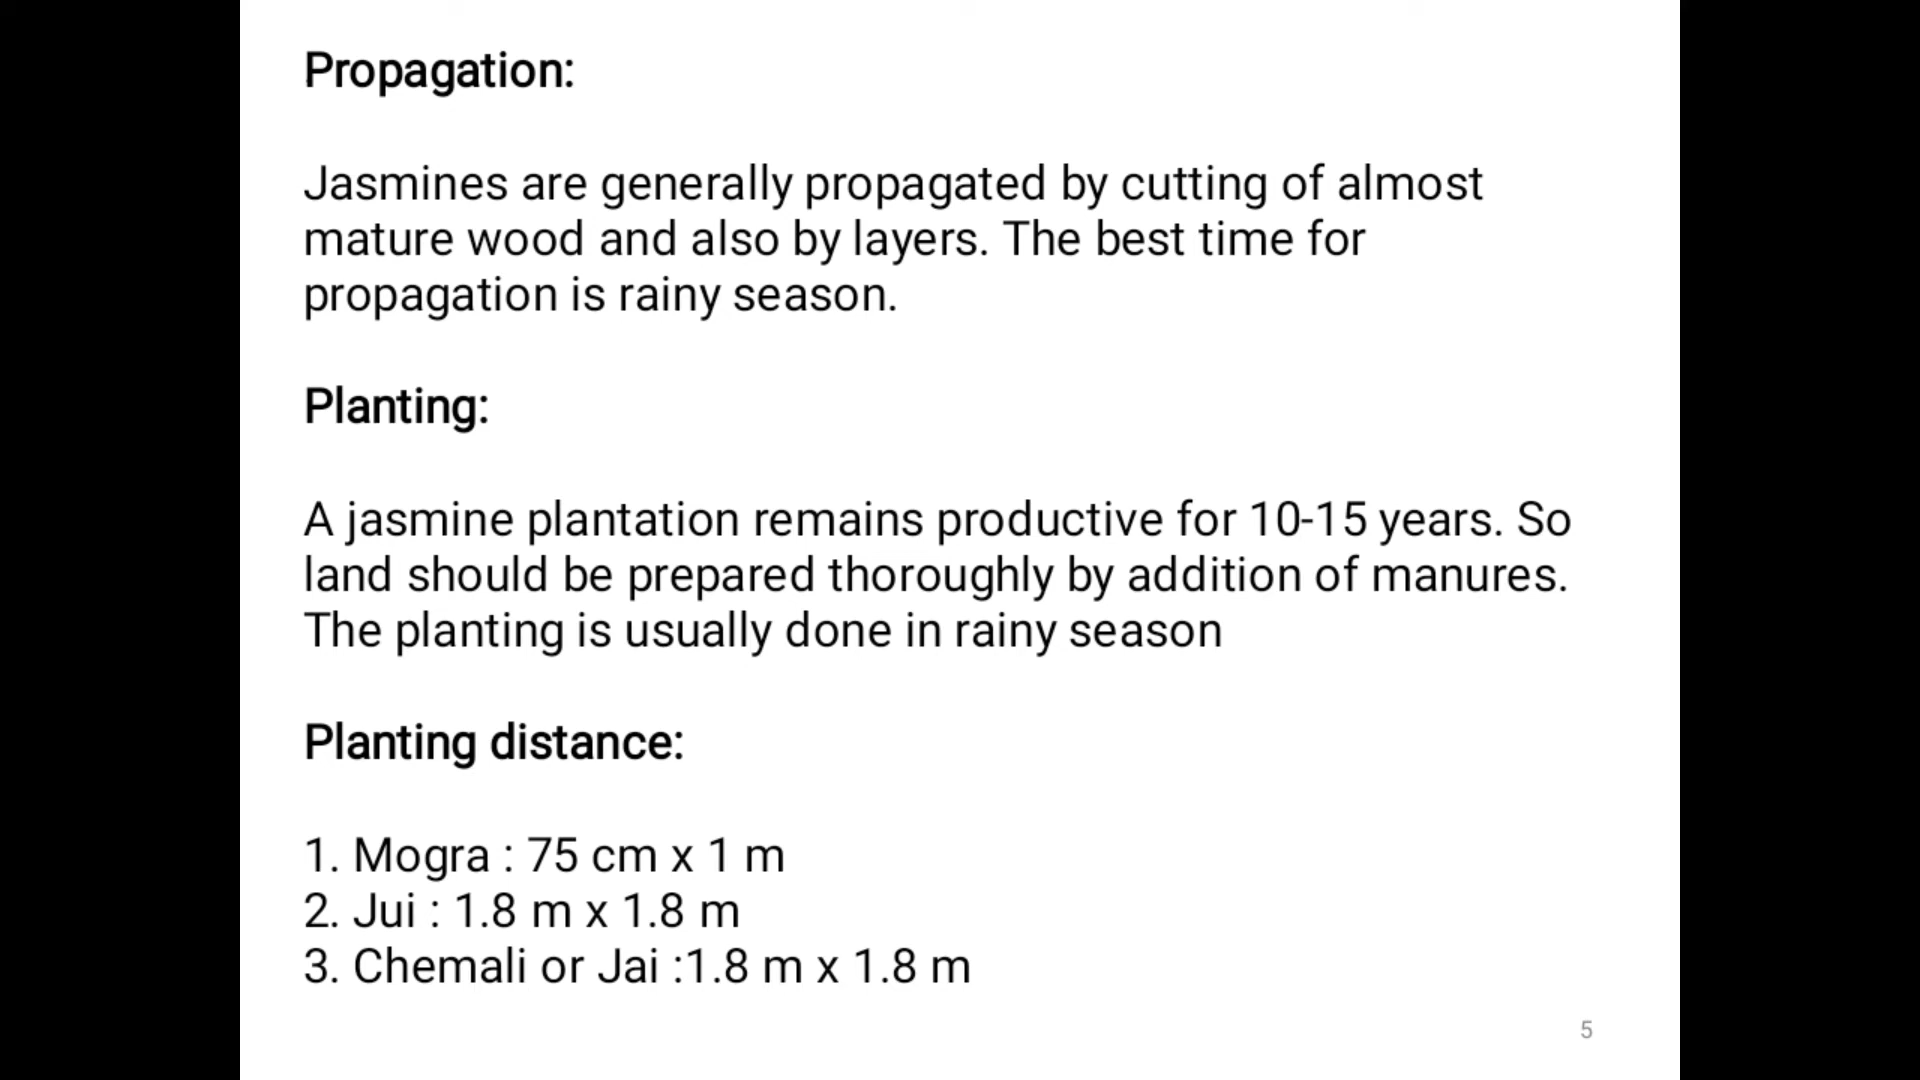 Propagation:
Jasmines are generally propagated by cutting of almost
mature wood and also by layers. The best time for
propagation is rainy season.
Planting:
A jasmine plantation remains productive for 10-15 years. So
land should be prepared thoroughly by addition of manures.
The planting is usually done in rainy season
Planting distance:
1. Mogra : 75 cm x 1 m
2. Jui : 1.8 m x 1.8 m
3. Chemali or Jai :1.8 m x 1.8 m
5